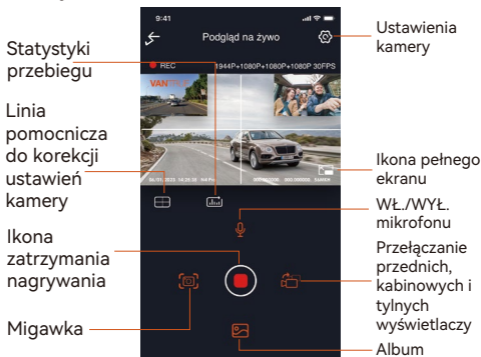 9:41
Podgląd na żywo
REC
1944P+1080P+1080P+1080P 30FPS
Ustawienia
kamery
Statystyki
przebiegu
Linia
pomocnicza
do korekcji
ustawień
kamery
Ikona pełnego
ekranu
WŁ./WYŁ.
mikrofonu
Ikona
zatrzymania
nagrywania
Przełączanie
przednich,
kabinowych i
tylnych
wyświetlaczy
Migawka
Album